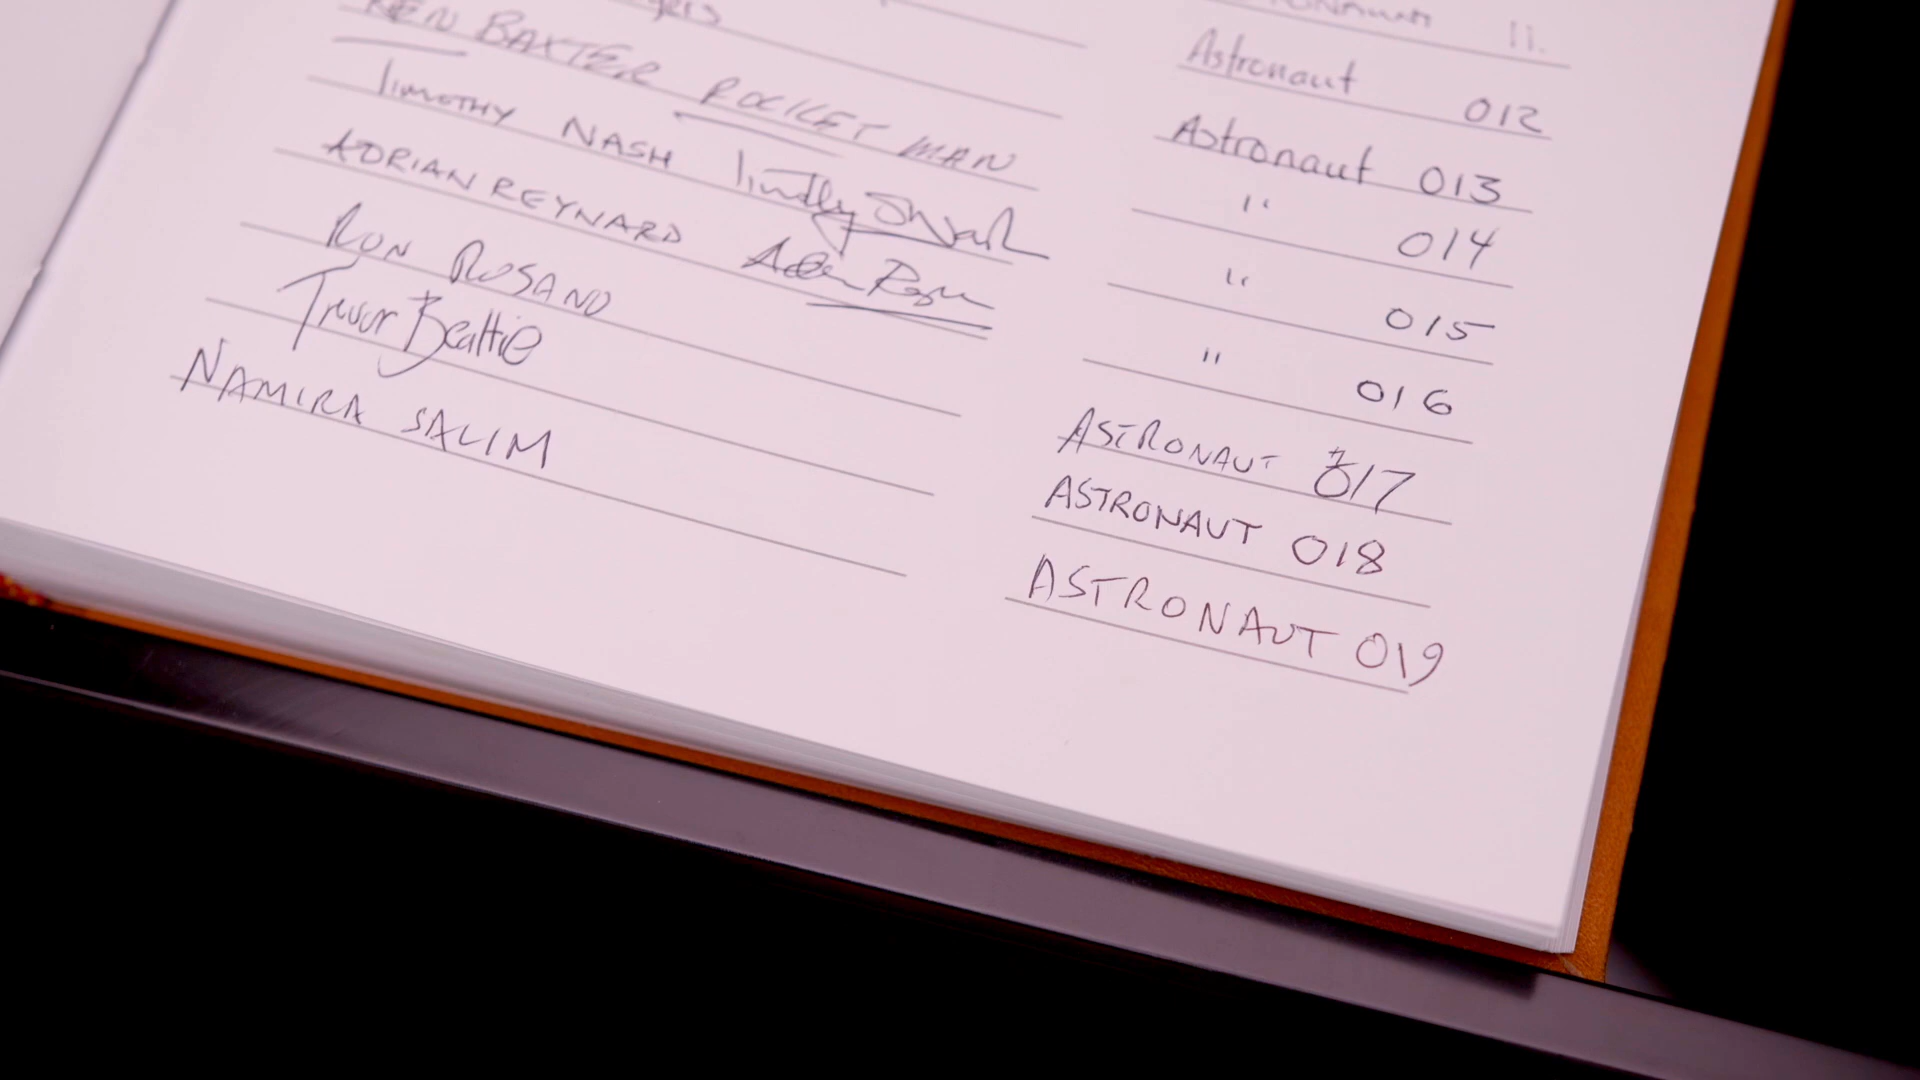 11.
Astronaut 012
Astronaut 013
KEN BAXTER ROCKET MAN " 014
TIMOTHY NASH " 015
ADRIAN REYNARD " 016
RON ROSANO ASTRONAUT #017
Trevor Beattie ASTRONAUT 018
NAMIRA SALIM ASTRONAUT 019